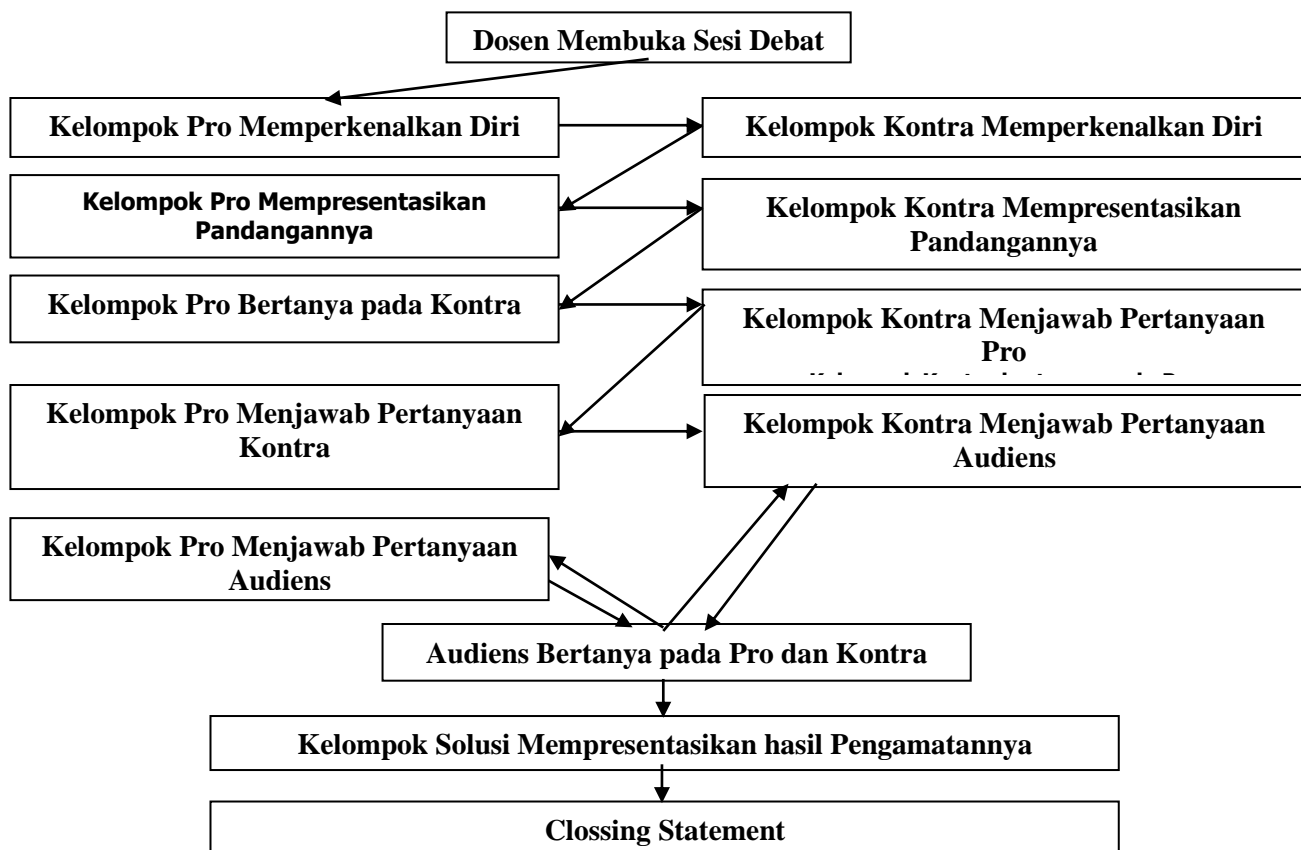 Dosen Membuka Sesi Debat
Kelompok Pro Memperkenalkan Diri
Kelompok Kontra Memperkenalkan Diri
Kelompok Pro Mempresentasikan
Pandangannya
Kelompok Kontra Mempresentasikan
Pandangannya
Kelompok Pro Bertanya pada Kontra
Kelompok Kontra Menjawab Pertanyaan
Pro
Kelompok Pro Menjawab Pertanyaan
Kontra
Kelompok Kontra Menjawab Pertanyaan
Audiens
Kelompok Pro Menjawab Pertanyaan
Audiens
Audiens Bertanya pada Pro dan Kontra
Kelompok Solusi Mempresentasikan hasil Pengamatannya
Clossing Statement